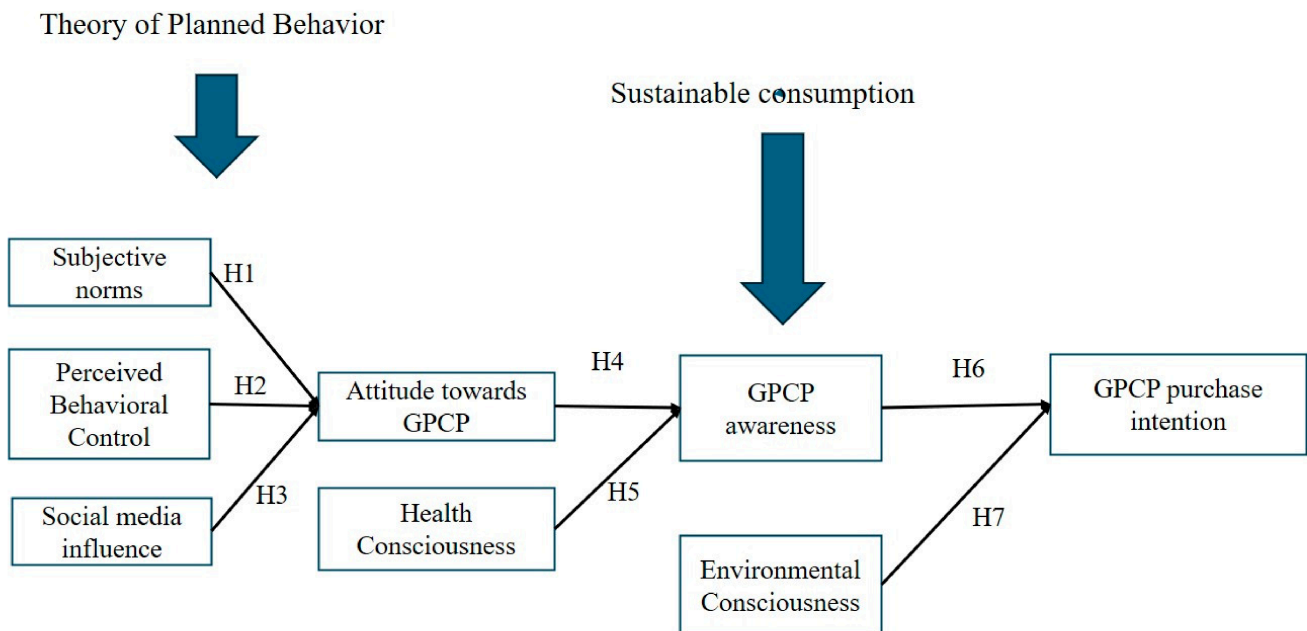 Theory of Planned Behavior
Sustainable consumption
Subjective
norms
H1
Perceived
Behavioral
Control
H2
Social media
influence
H3
Attitude towards
GPCP
H4
Health
Consciousness
H5
GPCP
awareness
H6
Environmental
Consciousness
H7
GPCP purchase
intention